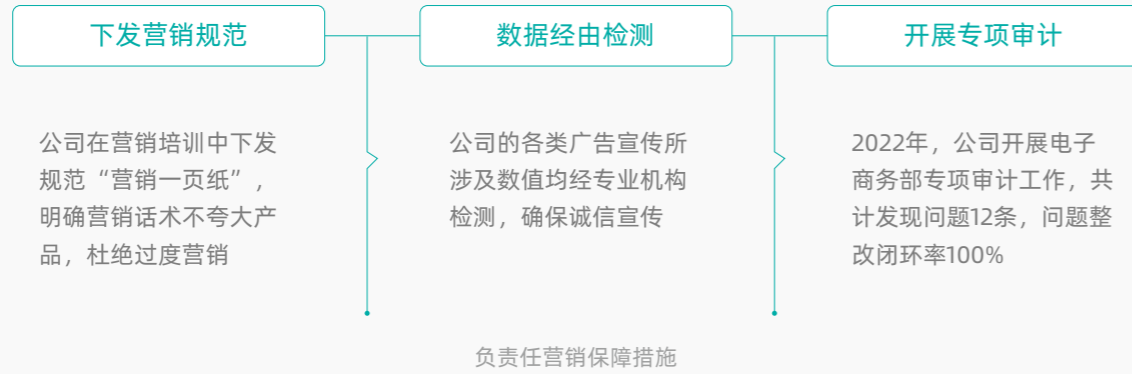 下发营销规范
公司在营销培训中下发
规范“营销一页纸”，
明确营销话术不夸大产
品，杜绝过度营销
数据经由检测
公司的各类广告宣传所
涉及数值均经专业机构
检测，确保诚信宣传
开展专项审计
2022年，公司开展电子
商务部专项审计工作，共
计发现问题12条，问题整
改闭环率100%
负责任营销保障措施